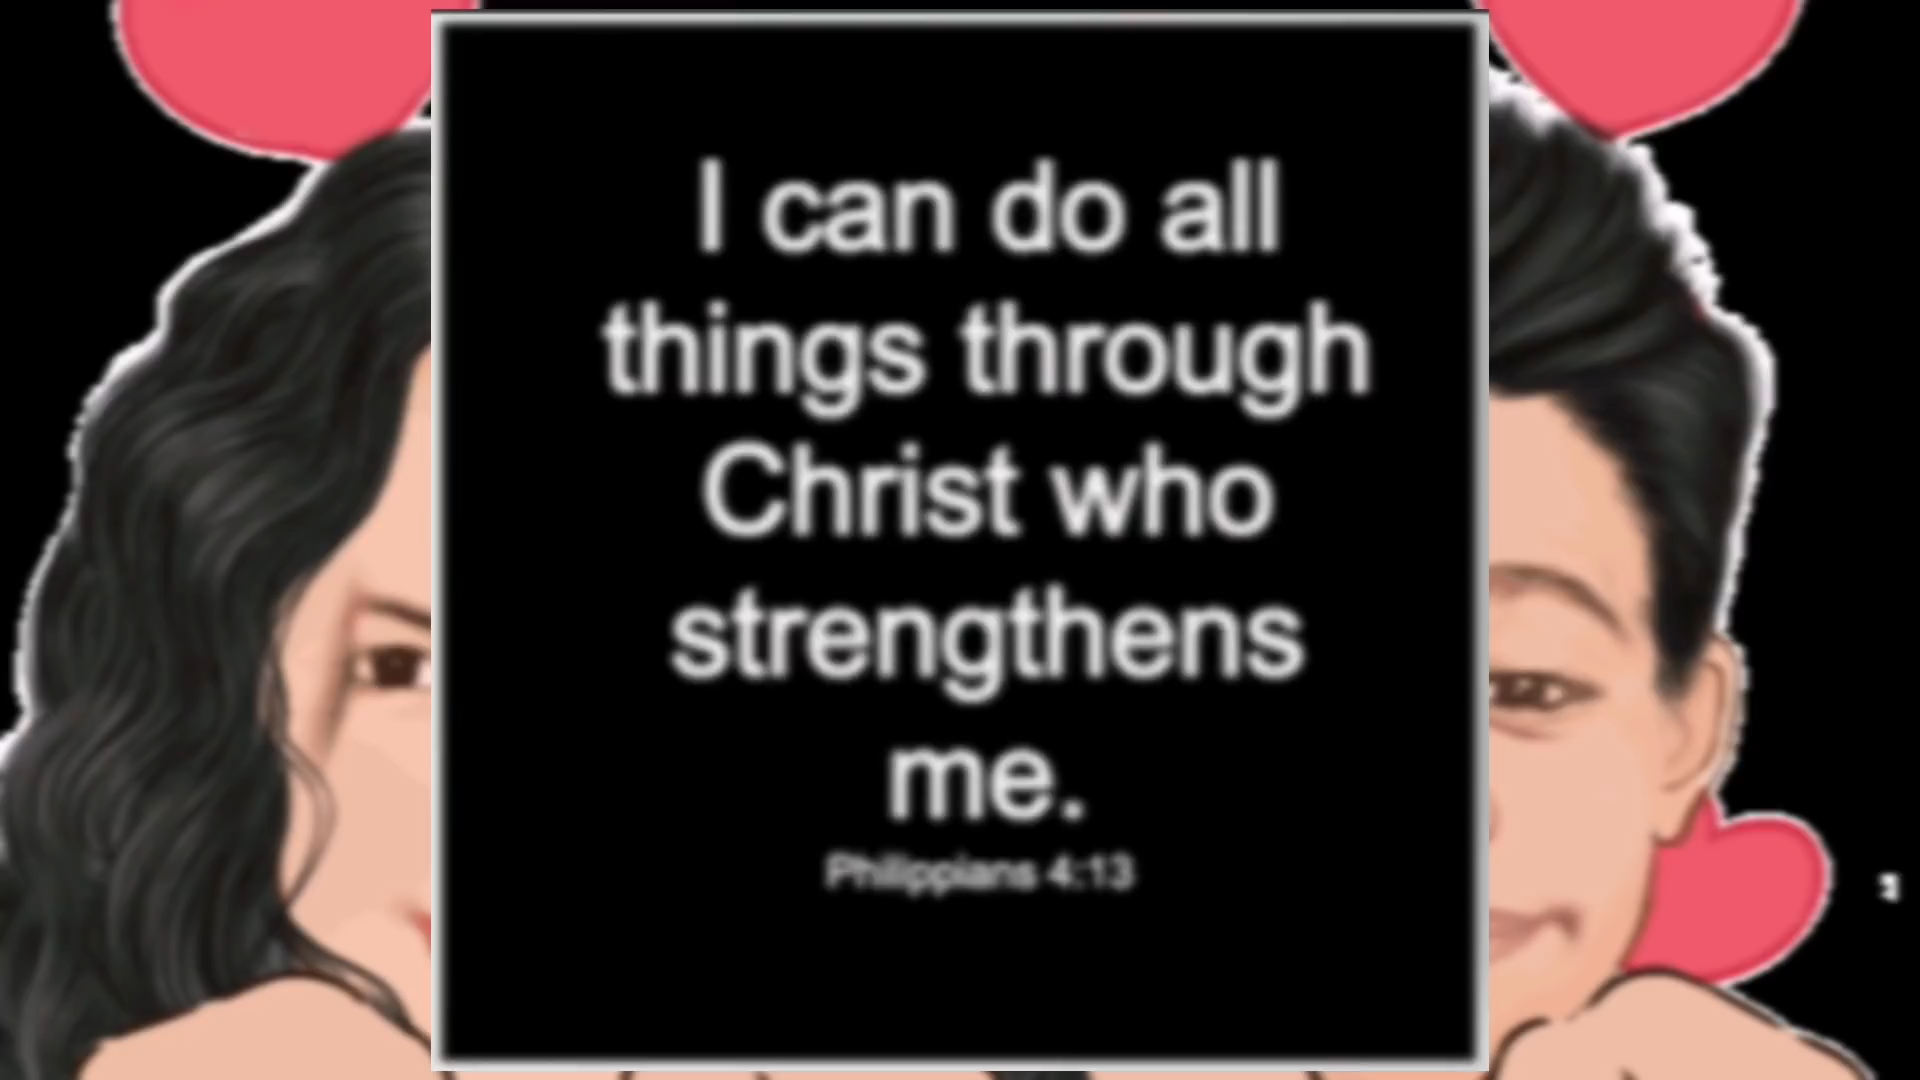 I can do all
things through
Christ who
strengthens
me.
Philippians 4:13